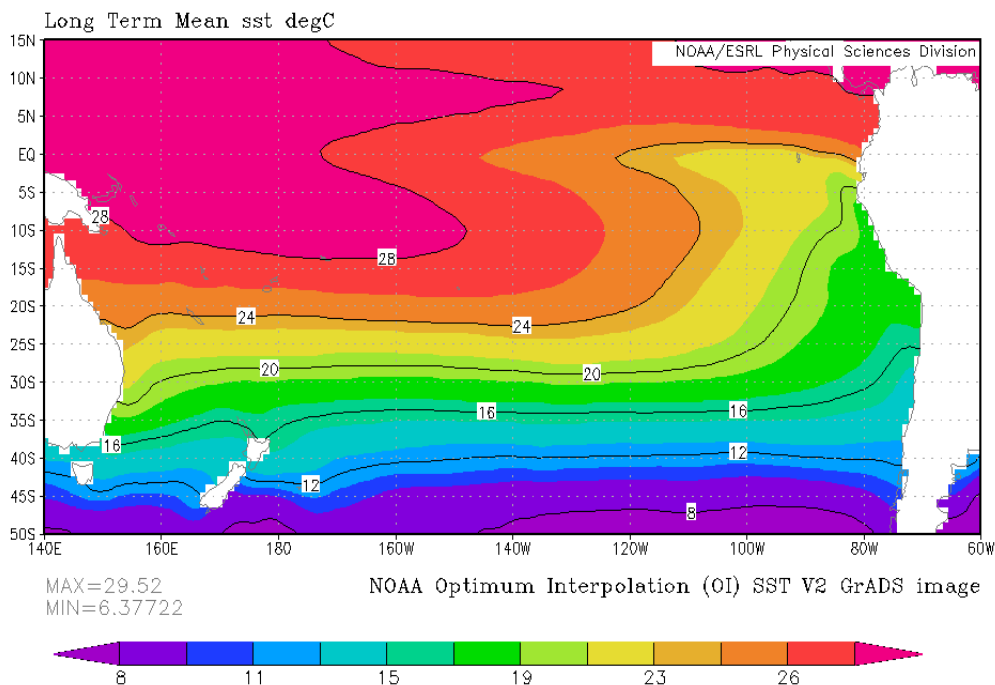 Long Term Mean sst degC
NOAA/ESRL Physical Sciences Division
15N
10N
5N
EQ
5S
10S
15S
20S
25S
30S
35S
40S
45S
50S
28
28
24
24
20
20
16
16
16
12
12
8
140E 160E 180 160W 140W 120W 100W 80W 60W
MAX=29.52
MIN=6.37722
NOAA Optimum Interpolation (OI) SST V2 GrADS image
8 11 15 19 23 26